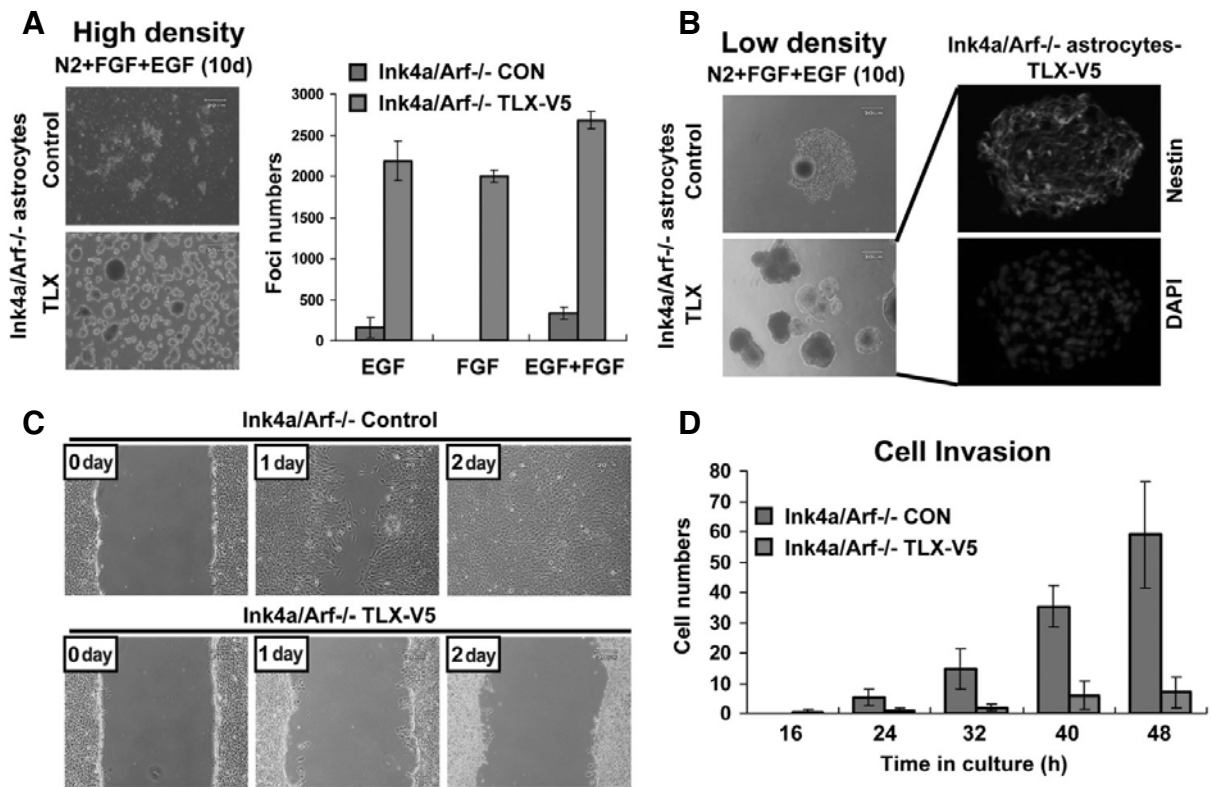 A
High density
N2+FGF+EGF (10d)
Ink4a/Arf-/- astrocytes
Control
TLX
Ink4a/Arf-/- CON
Ink4a/Arf-/- TLX-V5
Foci numbers
3000
2500
2000
1500
1000
500
0
EGF
FGF
EGF+FGF
B
Low density
N2+FGF+EGF (10d)
Ink4a/Arf-/- astrocytes
Control
TLX
Ink4a/Arf-/- astrocytes-
TLX-V5
Nestin
DAPI
C
Ink4a/Arf-/- Control
0 day
1 day
2 day
Ink4a/Arf-/- TLX-V5
0 day
1 day
2 day
D
Cell Invasion
Ink4a/Arf-/- CON
Ink4a/Arf-/- TLX-V5
Cell numbers
80
70
60
50
40
30
20
10
0
16
24
32
40
48
Time in culture (h)